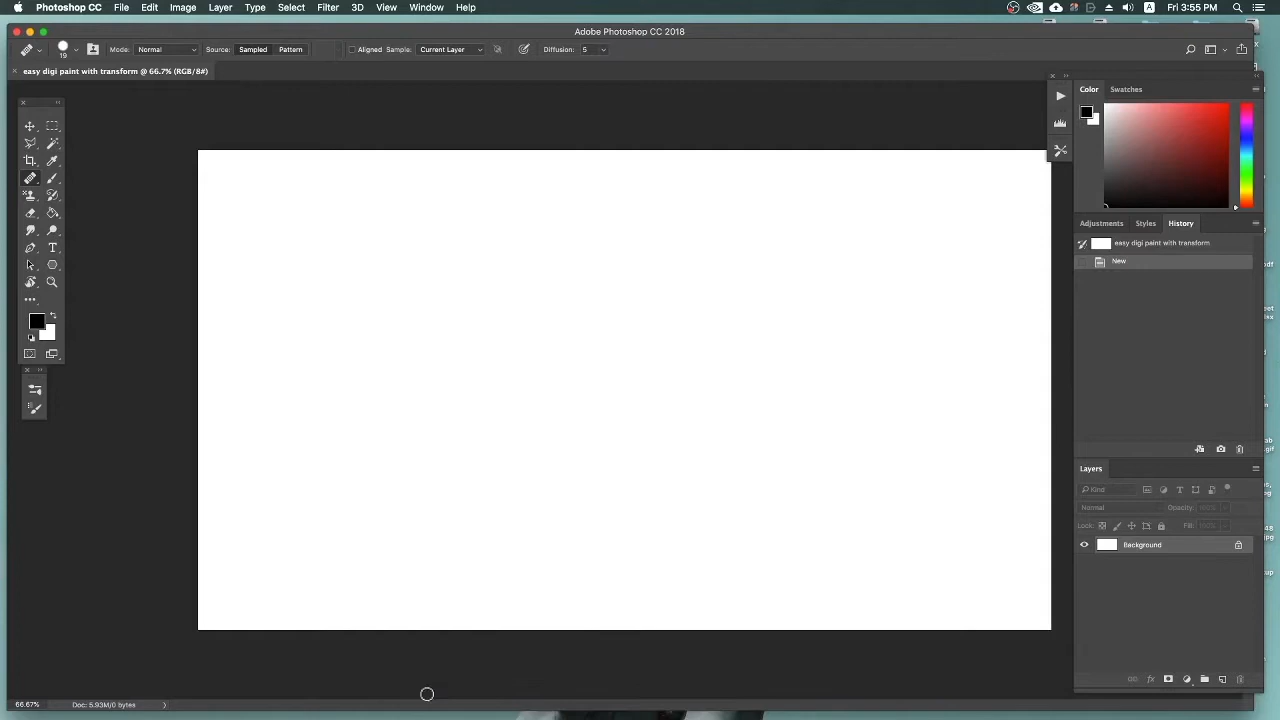 Photoshop CC File Edit Image Layer Type Select Filter 3D View Window Help A Fri 3:55 PM
Adobe Photoshop CC 2018
19 Mode: Normal Source: Sampled Pattern Aligned Sample: Current Layer Diffusion: 5
easy digi paint with transform @ 66.7% (RGB/8#)
Color Swatches
Adjustments Styles History
easy digi paint with transform
New
Layers
Kind
Normal Opacity: 100%
Lock: Fill: 100%
Background
66.67% Doc: 5.93M/0 bytes